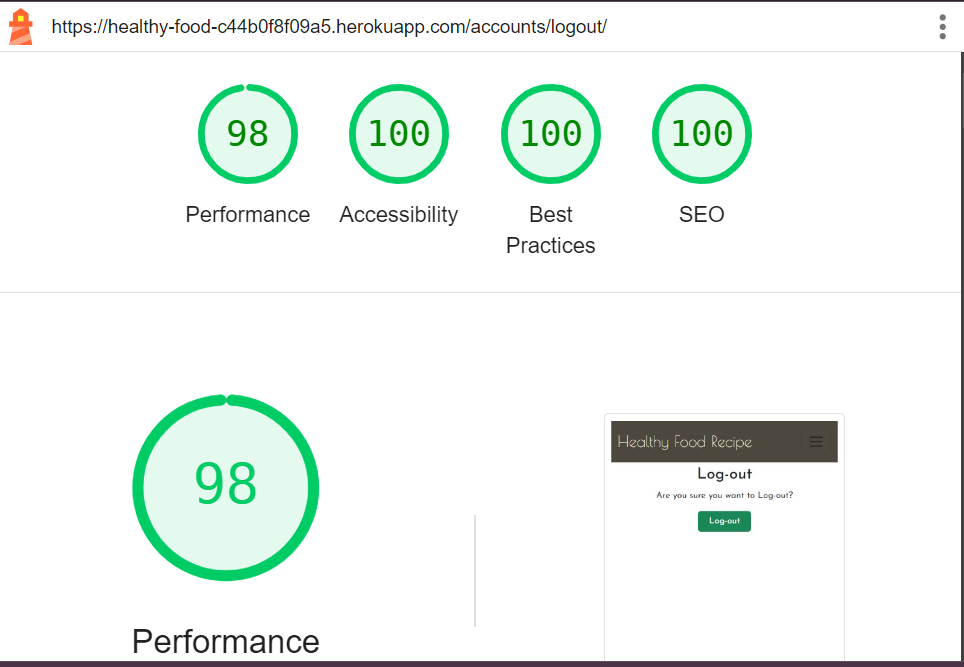 https://healthy-food-c44b0f8f09a5.herokuapp.com/accounts/logout/
98
100
100
100
Performance
Accessibility
Best
Practices
SEO
98
Performance
Healthy Food Recipe
Log-out
Are you sure you want to Log-out?
Log-out